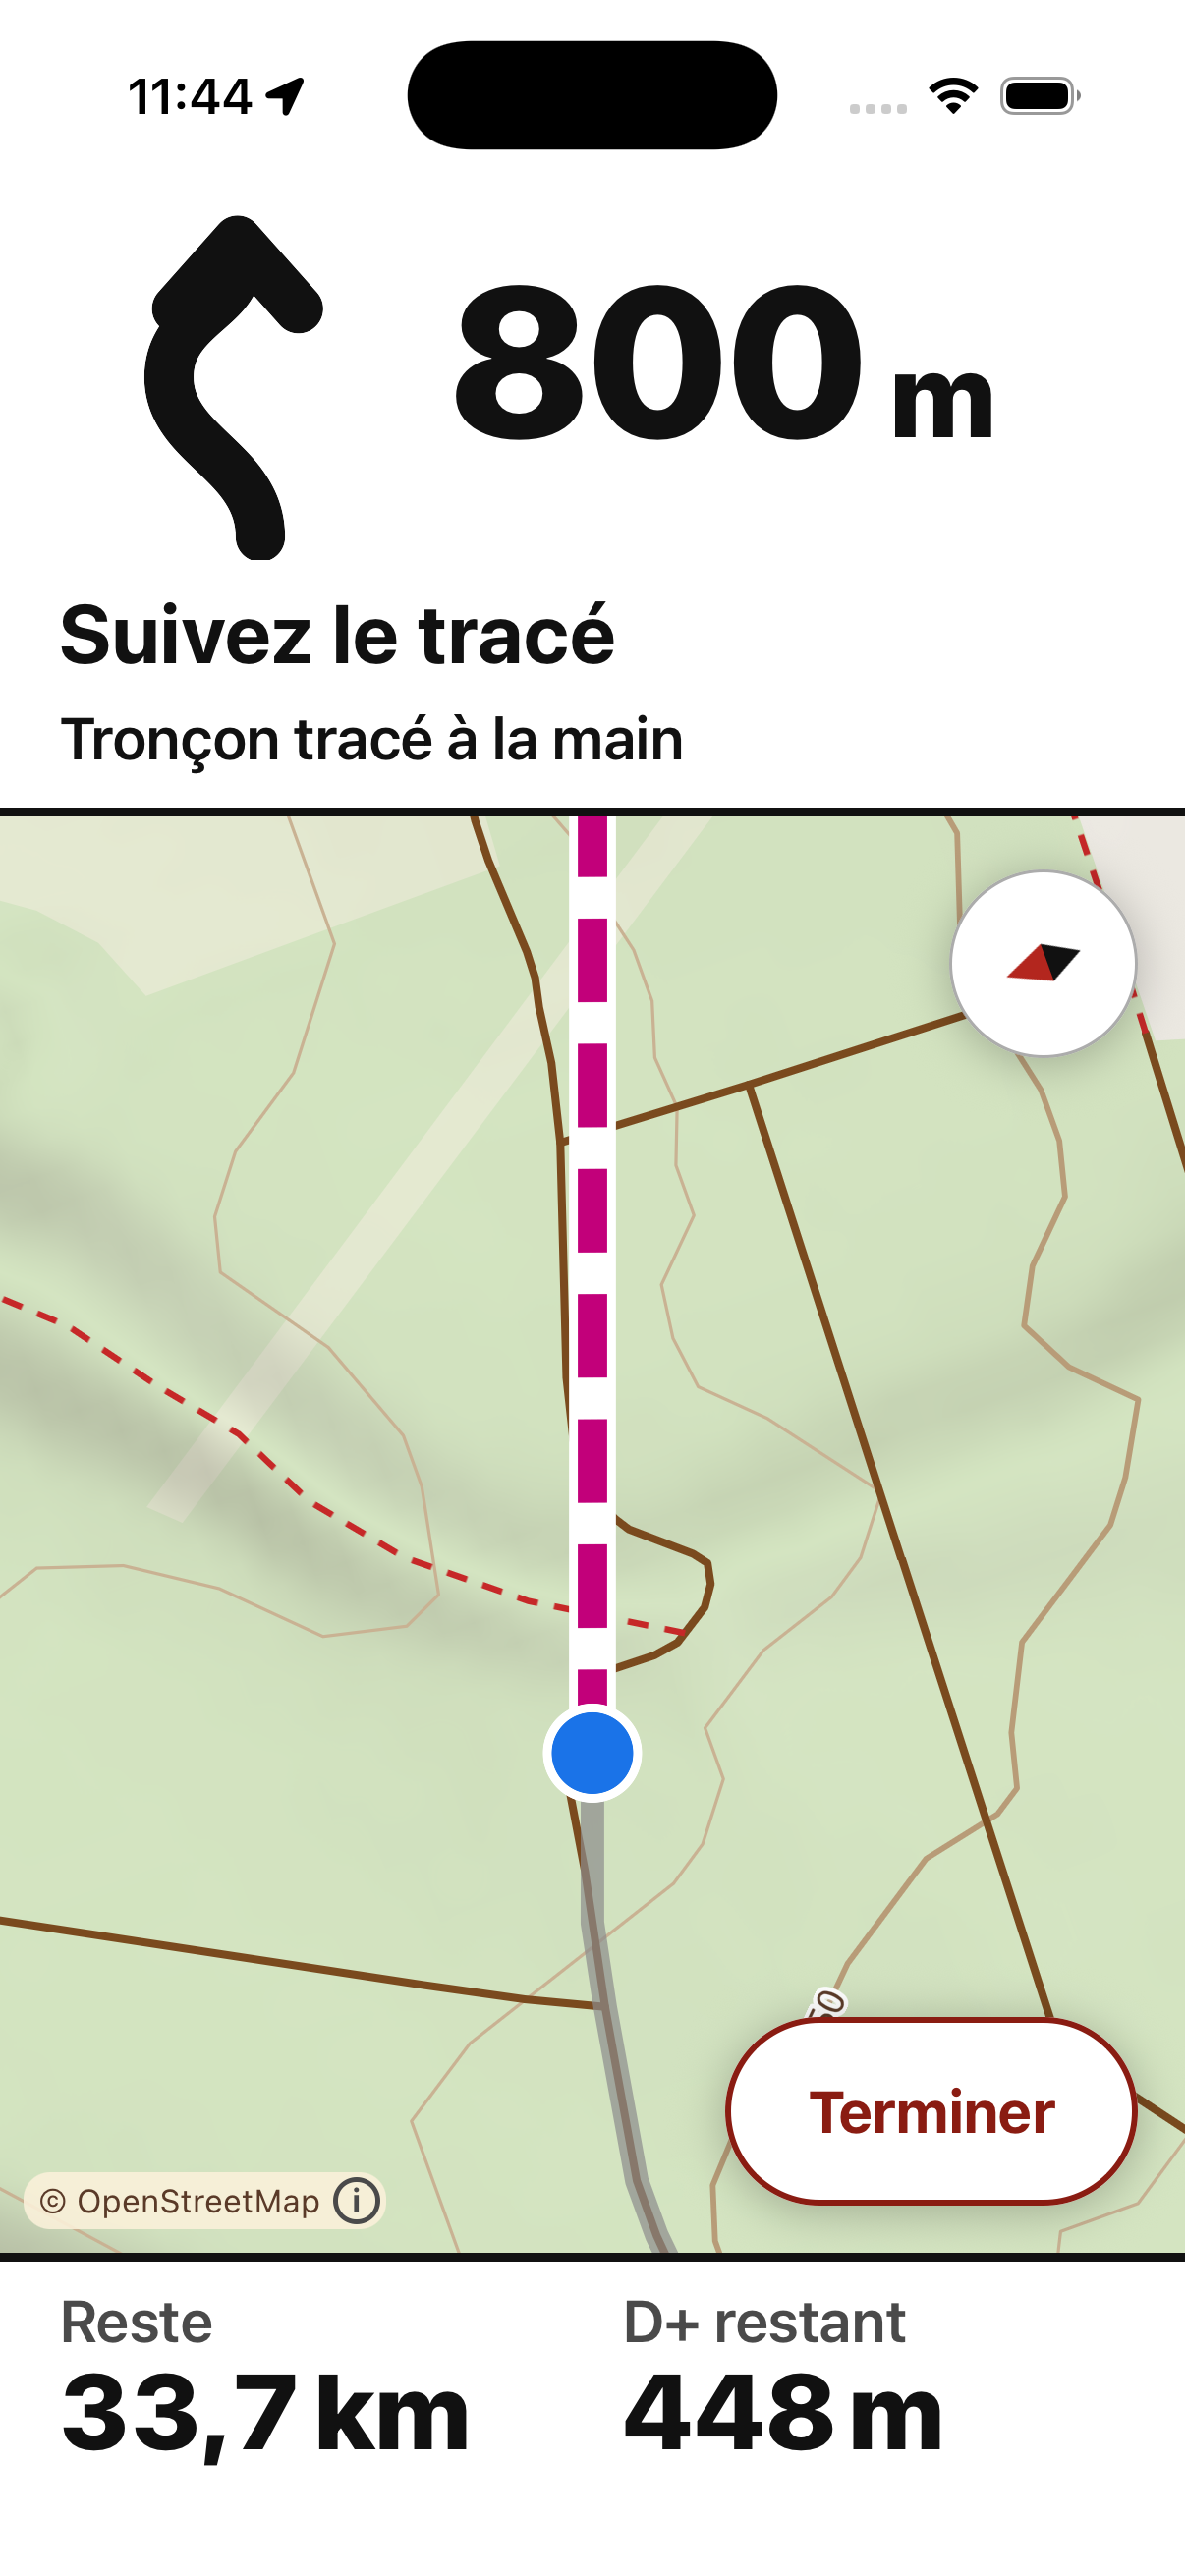 11:44
800 m
Suivez le tracé
Tronçon tracé à la main
Terminer
© OpenStreetMap i
Reste
33,7 km
D+ restant
448 m